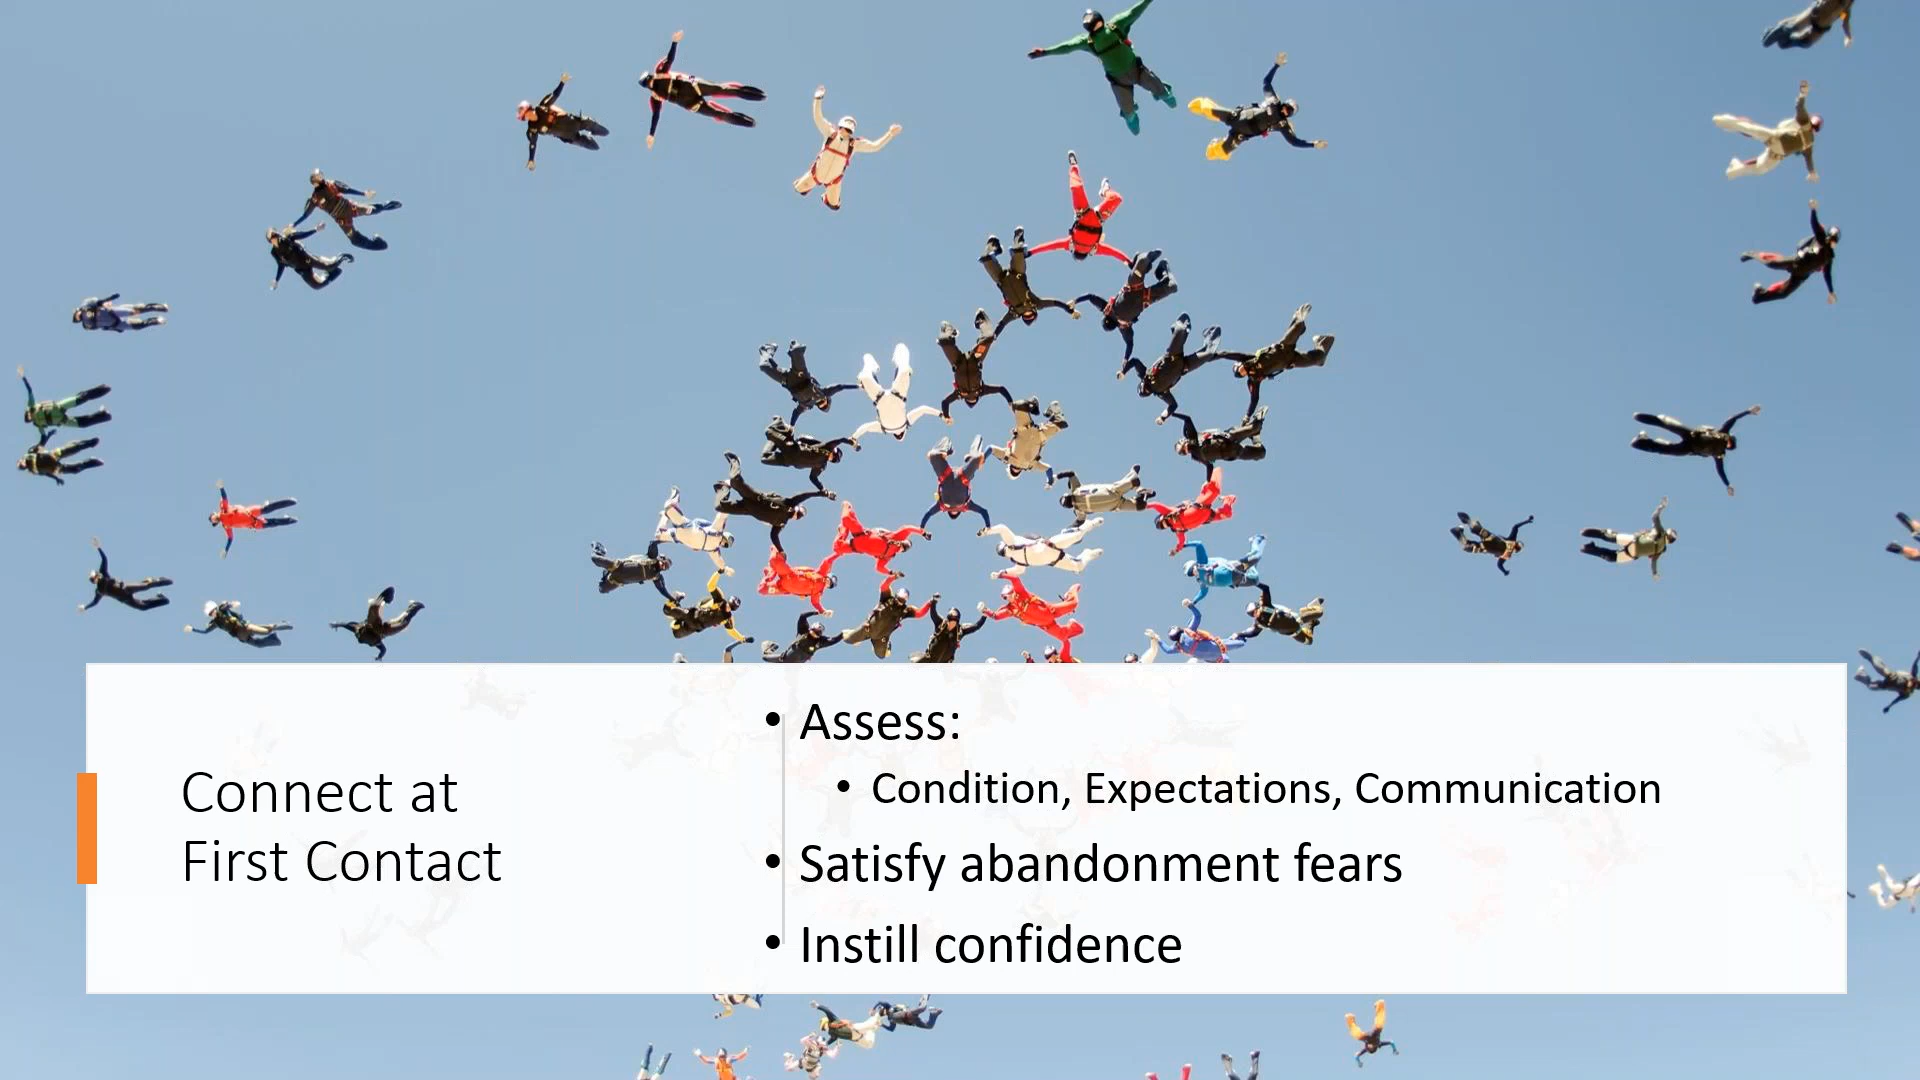 Connect at
First Contact
• Assess:
• Condition, Expectations, Communication
• Satisfy abandonment fears
• Instill confidence